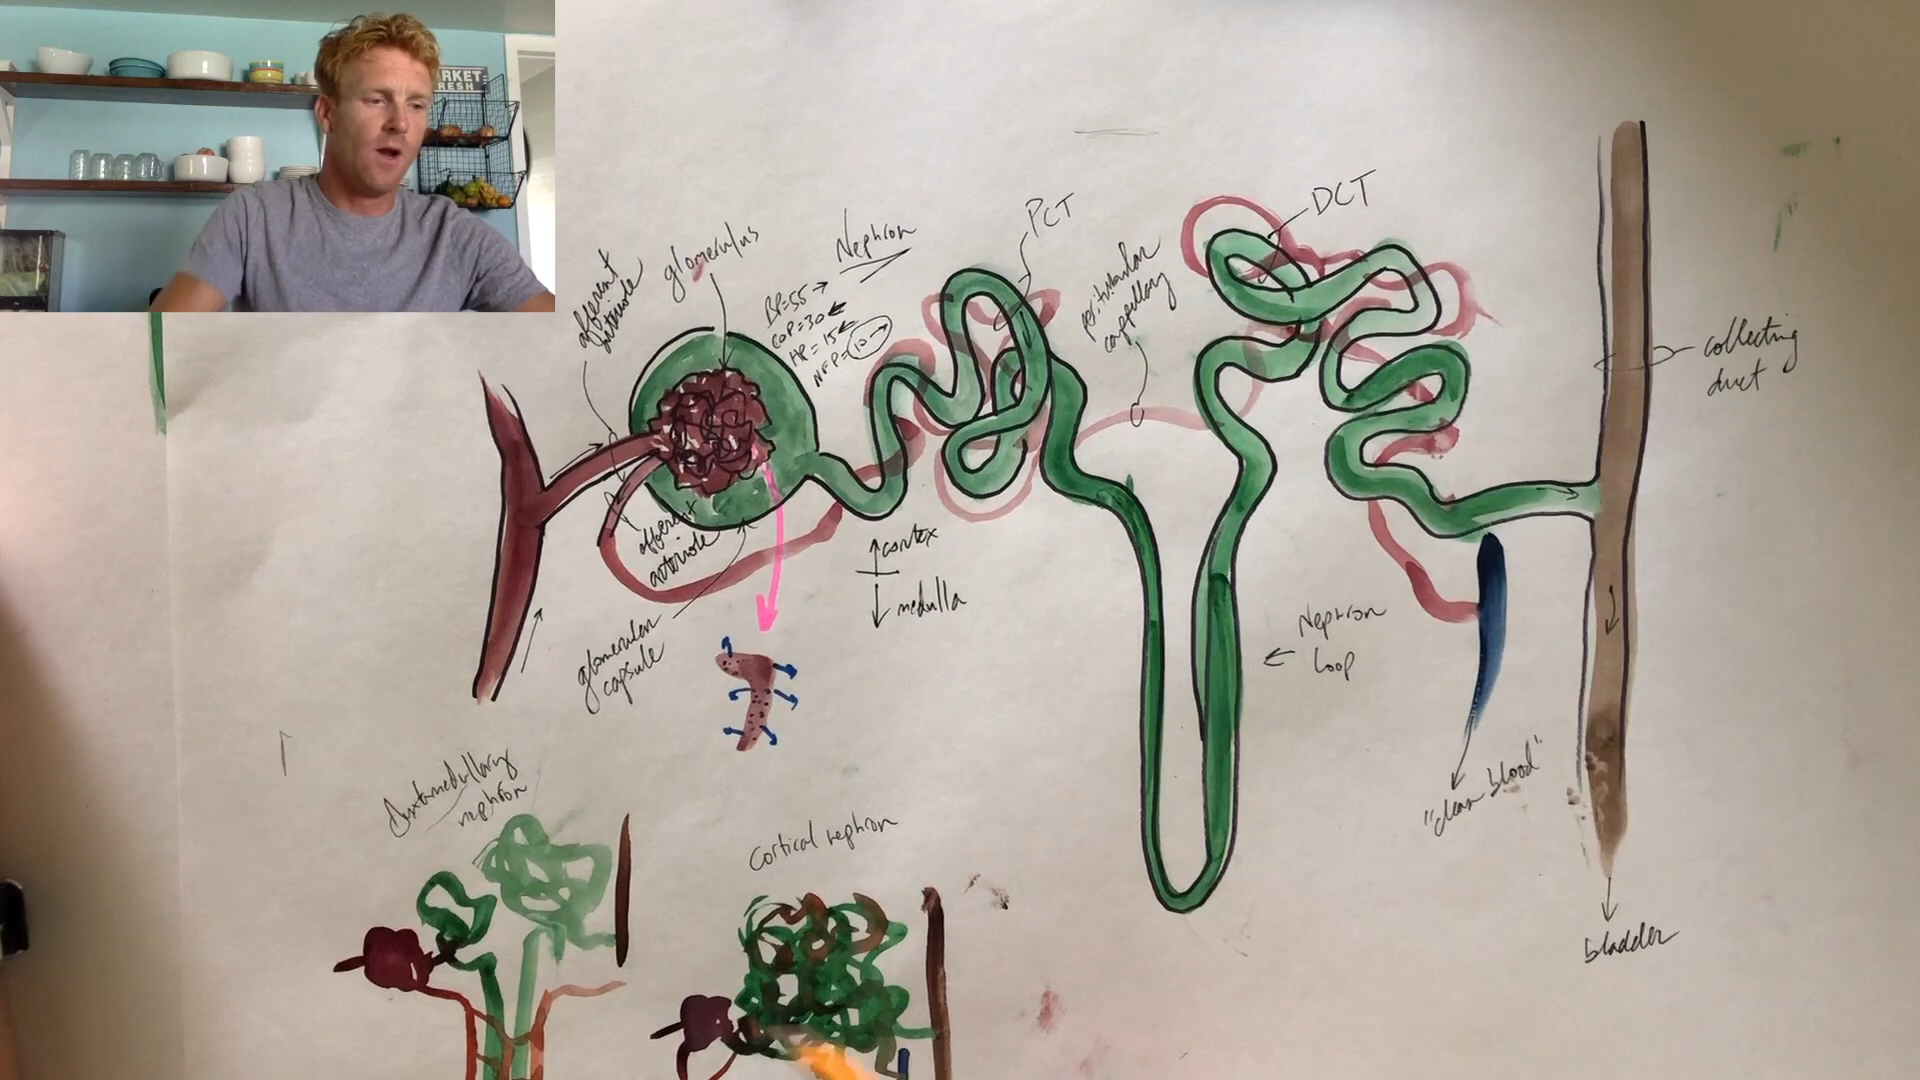 MARKET
FRESH
afferent
arteriole
glomerulus
Nephron
BP=55 →
COP=30 ←
HP=15 ←
NFP=10 →
PCT
peritubular
cappellary
DCT
collecting
duct
efferent
arteriole
glomerular
capsule
↑ cortex
↓ medulla
← Nephron
loop
"clean blood"
bladder
Juxtamedullary
nephron
Cortical nephron